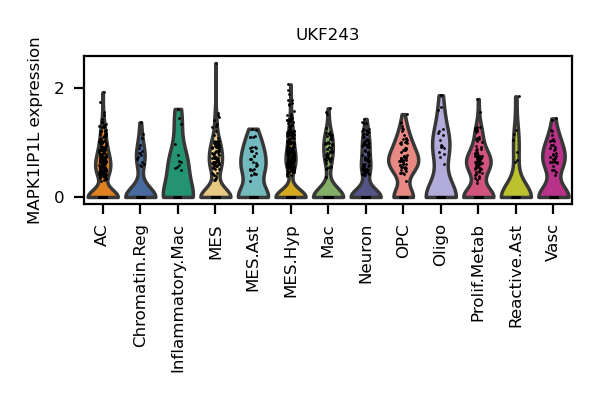 UKF243
MAPK1IP1L expression
2
0
AC
Chromatin.Reg
Inflammatory.Mac
MES
MES.Ast
MES.Hyp
Mac
Neuron
OPC
Oligo
Prolif.Metab
Reactive.Ast
Vasc